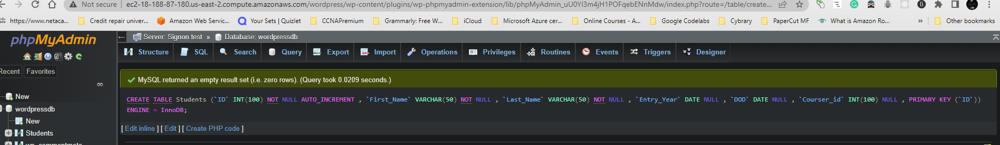 Not secure | ec2-18-188-87-180.us-east-2.compute.amazonaws.com/wordpress/wp-content/plugins/wp-phpmyadmin-extension/lib/phpMyAdmin_uU0Yl3m4jH1POFqebENnMdw/index.php?route=/table/create...
https://www.netaca... Credit repair univer... Amazon Web Servic... Your Sets | Quizlet CCNAPremium Grammarly: Free W... iCloud Microsoft Azure cer... Online Courses - A... Google Codelabs Cybrary PaperCut MF What is Amazon Ro... » Other bookmarks
phpMyAdmin
Recent Favorites
New
wordpressdb
New
Students
Server: Signon test » Database: wordpressdb
Structure SQL Search Query Export Import Operations Privileges Routines Events Triggers Designer
MySQL returned an empty result set (i.e. zero rows). (Query took 0.0209 seconds.)
CREATE TABLE Students (`ID` INT(100) NOT NULL AUTO_INCREMENT , `First_Name` VARCHAR(50) NOT NULL , `Last_Name` VARCHAR(50) NOT NULL , `Entry_Year` DATE NULL , `DOD` DATE NULL , `Courser_id` INT(100) NULL , PRIMARY KEY (`ID`))
ENGINE = InnoDB;
[ Edit inline ] [ Edit ] [ Create PHP code ]